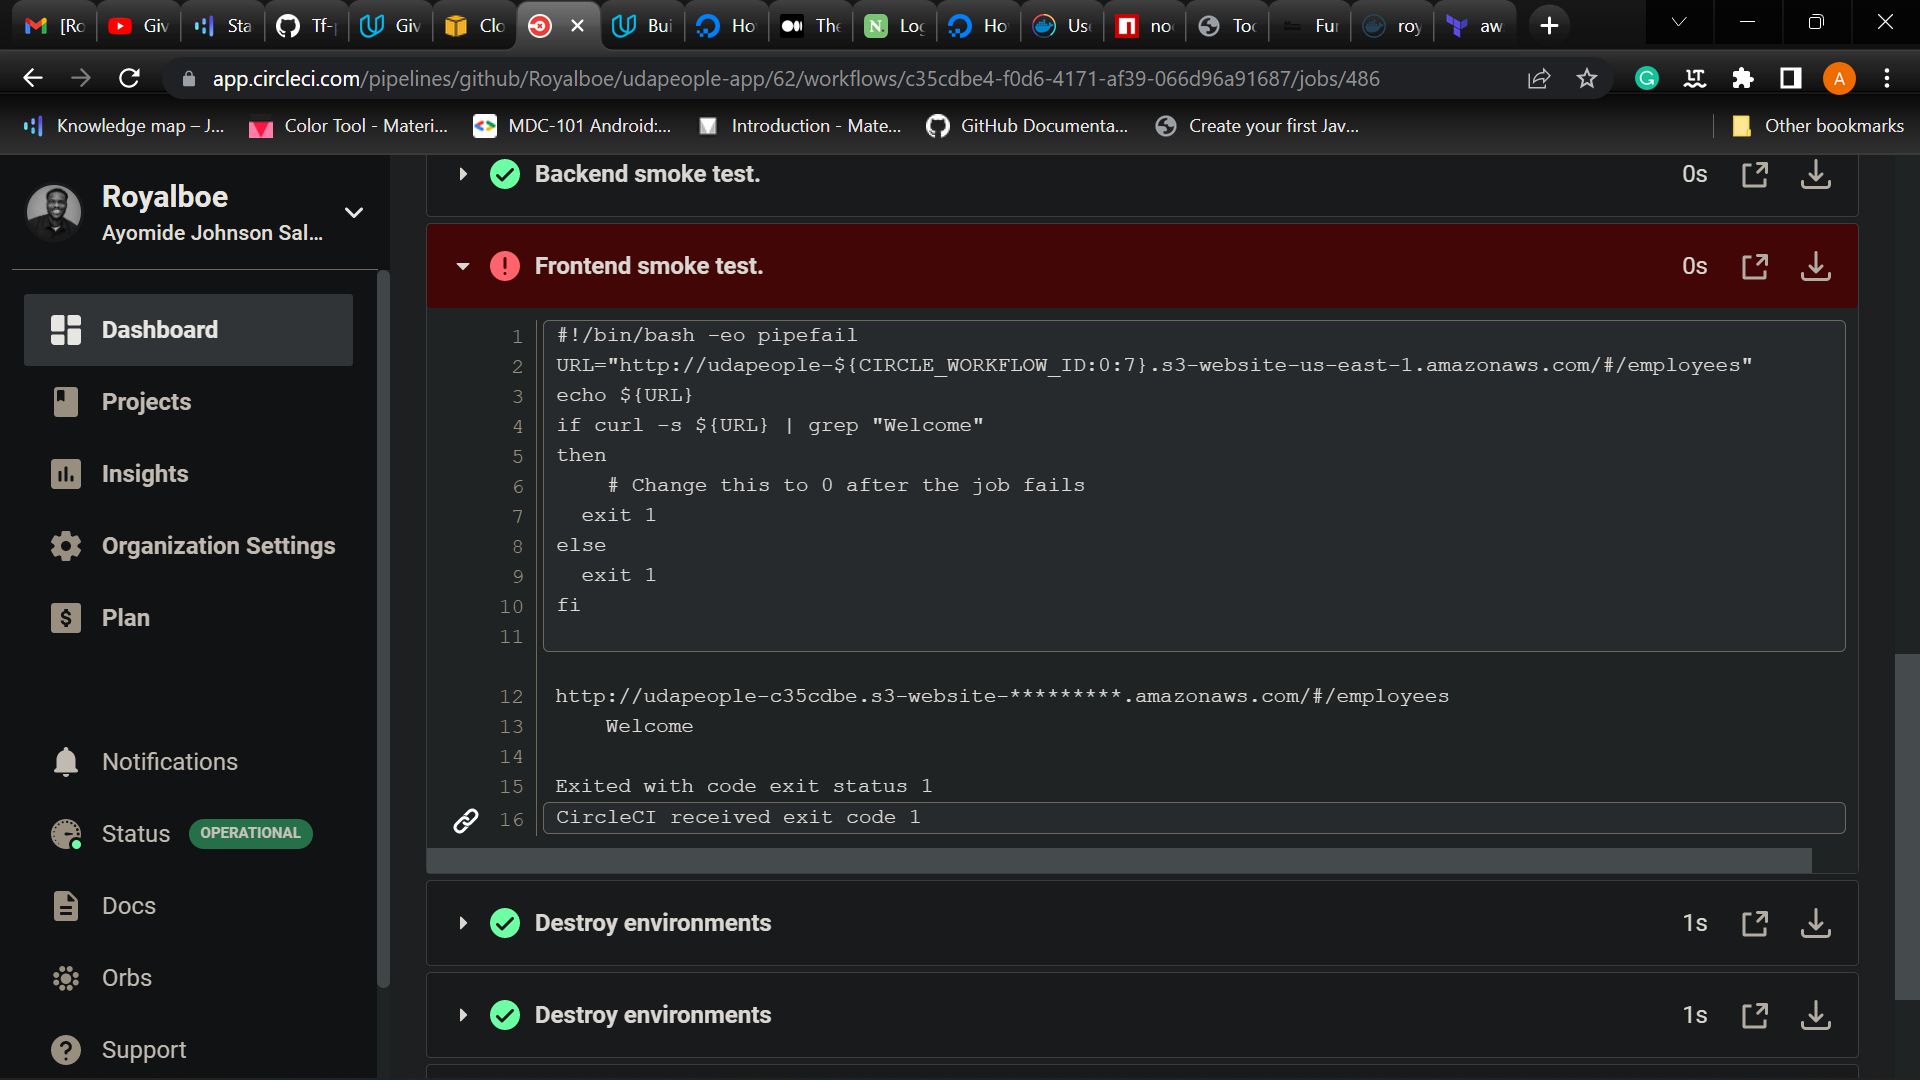 [Ro
Giv
Sta
Tf-
Giv
Clo
Bui
Ho
The
Log
Ho
Us
no
Too
Fur
roy
aw
app.circleci.com/pipelines/github/Royalboe/udapeople-app/62/workflows/c35cdbe4-f0d6-4171-af39-066d96a91687/jobs/486
A
Knowledge map – J...
Color Tool - Materi...
MDC-101 Android:...
Introduction - Mate...
GitHub Documenta...
Create your first Jav...
Other bookmarks
Royalboe
Ayomide Johnson Sal...
Dashboard
Projects
Insights
Organization Settings
Plan
Notifications
Status OPERATIONAL
Docs
Orbs
Support
Backend smoke test. 0s
Frontend smoke test. 0s
1 #!/bin/bash -eo pipefail
2 URL="http://udapeople-${CIRCLE_WORKFLOW_ID:0:7}.s3-website-us-east-1.amazonaws.com/#/employees"
3 echo ${URL}
4 if curl -s ${URL} | grep "Welcome"
5 then
6 # Change this to 0 after the job fails
7 exit 1
8 else
9 exit 1
10 fi
11
12 http://udapeople-c35cdbe.s3-website-*********.amazonaws.com/#/employees
13 Welcome
14
15 Exited with code exit status 1
16 CircleCI received exit code 1
Destroy environments 1s
Destroy environments 1s